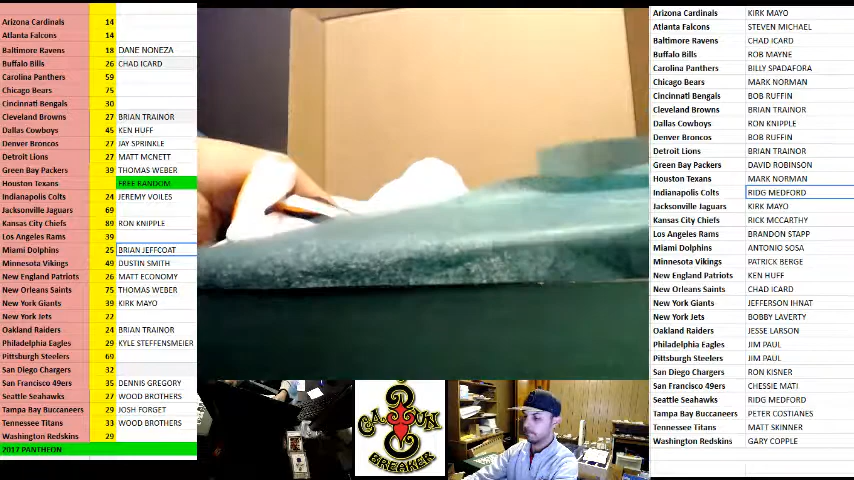 Arizona Cardinals 14
Atlanta Falcons 14
Baltimore Ravens 18 DANE NONEZA
Buffalo Bills 26 CHAD ICARD
Carolina Panthers 59
Chicago Bears 75
Cincinnati Bengals 30
Cleveland Browns 27 BRIAN TRAINOR
Dallas Cowboys 45 KEN HUFF
Denver Broncos 27 JAY SPRINKLE
Detroit Lions 27 MATT MCNETT
Green Bay Packers 39 THOMAS WEBER
Houston Texans FREE RANDOM
Indianapolis Colts 24 JEREMY VOILES
Jacksonville Jaguars 69
Kansas City Chiefs 89 RON KNIPPLE
Los Angeles Rams 39
Miami Dolphins 25 BRIAN JEFFCOAT
Minnesota Vikings 49 DUSTIN SMITH
New England Patriots 26 MATT ECONOMY
New Orleans Saints 75 THOMAS WEBER
New York Giants 39 KIRK MAYO
New York Jets 22
Oakland Raiders 24 BRIAN TRAINOR
Philadelphia Eagles 29 KYLE STEFFENSMEIER
Pittsburgh Steelers 69
San Diego Chargers 32
San Francisco 49ers 35 DENNIS GREGORY
Seattle Seahawks 27 WOOD BROTHERS
Tampa Bay Buccaneers 29 JOSH FORGET
Tennessee Titans 33 WOOD BROTHERS
Washington Redskins 29
2017 PANTHEON
CAJUN
BREAKER
Arizona Cardinals KIRK MAYO
Atlanta Falcons STEVEN MICHAEL
Baltimore Ravens CHAD ICARD
Buffalo Bills ROB MAYNE
Carolina Panthers BILLY SPADAFORA
Chicago Bears MARK NORMAN
Cincinnati Bengals BOB RUFFIN
Cleveland Browns BRIAN TRAINOR
Dallas Cowboys RON KNIPPLE
Denver Broncos BOB RUFFIN
Detroit Lions BRIAN TRAINOR
Green Bay Packers DAVID ROBINSON
Houston Texans MARK NORMAN
Indianapolis Colts RIDG MEDFORD
Jacksonville Jaguars KIRK MAYO
Kansas City Chiefs RICK MCCARTHY
Los Angeles Rams BRANDON STAPP
Miami Dolphins ANTONIO SOSA
Minnesota Vikings PATRICK BERGE
New England Patriots KEN HUFF
New Orleans Saints CHAD ICARD
New York Giants JEFFERSON IHNAT
New York Jets BOBBY LAVERTY
Oakland Raiders JESSE LARSON
Philadelphia Eagles JIM PAUL
Pittsburgh Steelers JIM PAUL
San Diego Chargers RON KISNER
San Francisco 49ers CHESSIE MATI
Seattle Seahawks RIDG MEDFORD
Tampa Bay Buccaneers PETER COSTIANES
Tennessee Titans MATT SKINNER
Washington Redskins GARY COPPLE